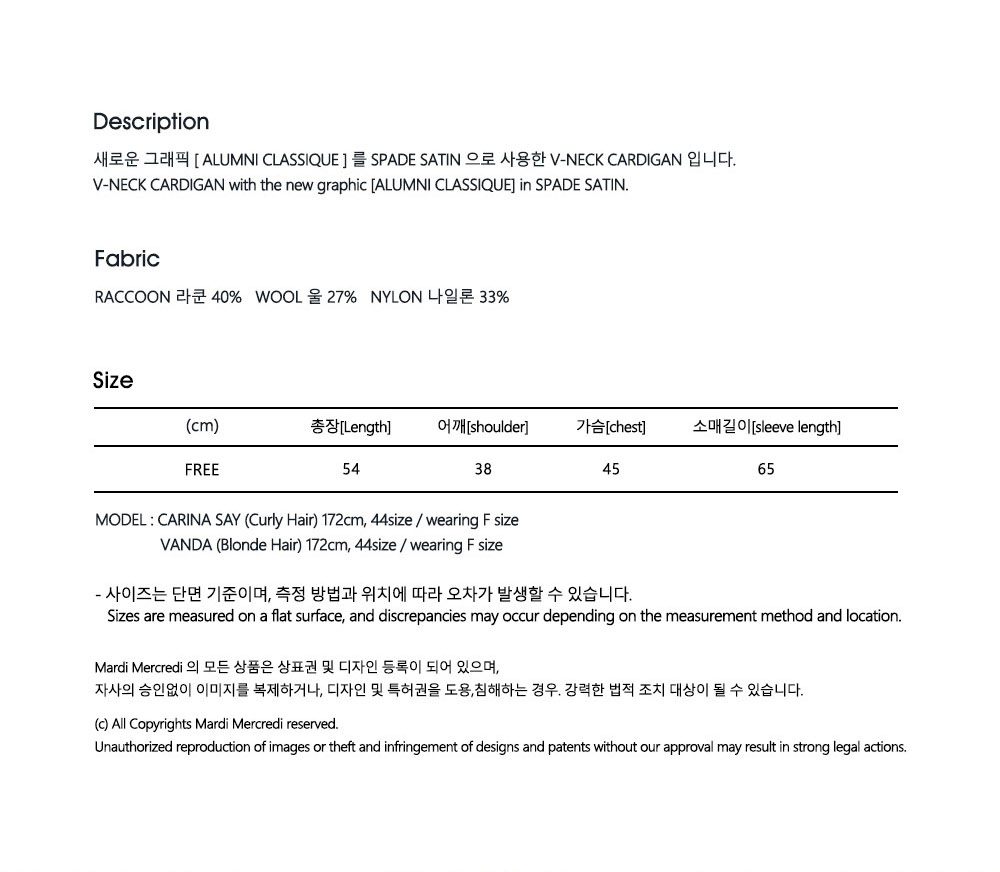 Description
새로운 그래픽 [ ALUMNI CLASSIQUE ] 를 SPADE SATIN 으로 사용한 V-NECK CARDIGAN 입니다.
V-NECK CARDIGAN with the new graphic [ALUMNI CLASSIQUE] in SPADE SATIN.
Fabric
RACCOON 라쿤 40% WOOL 울 27% NYLON 나일론 33%
Size
(cm) 총장[Length] 어깨[shoulder] 가슴[chest] 소매길이[sleeve length]
FREE 54 38 45 65
MODEL : CARINA SAY (Curly Hair) 172cm, 44size / wearing F size
VANDA (Blonde Hair) 172cm, 44size / wearing F size
- 사이즈는 단면 기준이며, 측정 방법과 위치에 따라 오차가 발생할 수 있습니다.
Sizes are measured on a flat surface, and discrepancies may occur depending on the measurement method and location.
Mardi Mercredi 의 모든 상품은 상표권 및 디자인 등록이 되어 있으며,
자사의 승인없이 이미지를 복제하거나, 디자인 및 특허권을 도용,침해하는 경우. 강력한 법적 조치 대상이 될 수 있습니다.
(c) All Copyrights Mardi Mercredi reserved.
Unauthorized reproduction of images or theft and infringement of designs and patents without our approval may result in strong legal actions.